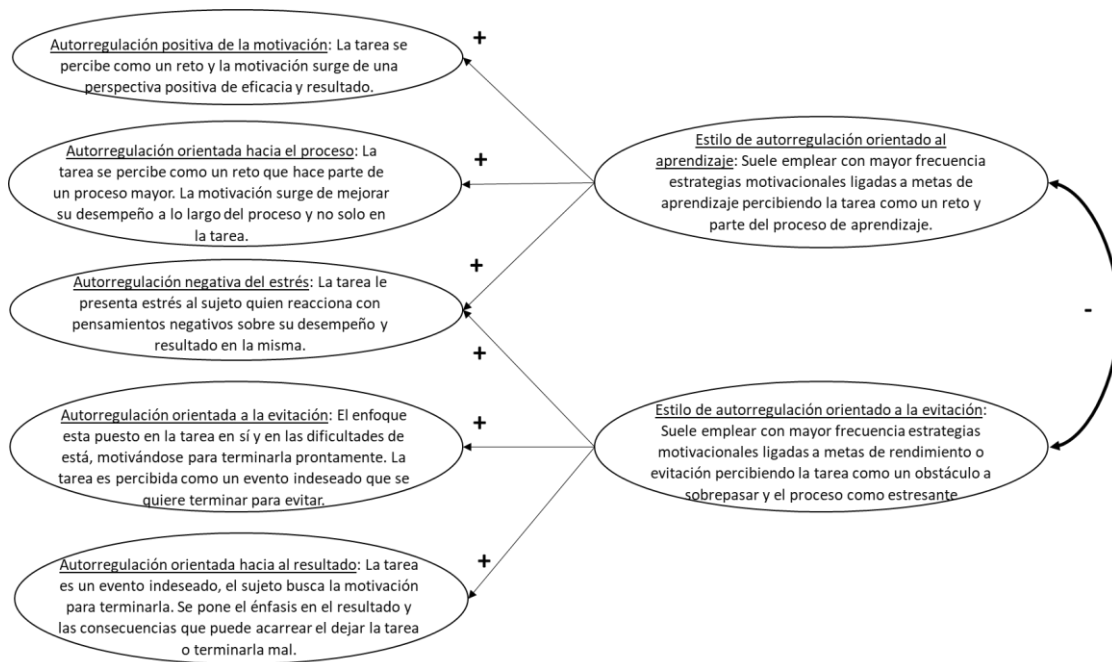 Autorregulación positiva de la motivación: La tarea se
percibe como un reto y la motivación surge de una
perspectiva positiva de eficacia y resultado.
+
Autorregulación orientada hacia el proceso: La
tarea se percibe como un reto que hace parte de
un proceso mayor. La motivación surge de mejorar
su desempeño a lo largo del proceso y no solo en
la tarea.
+
Autorregulación negativa del estrés: La tarea le
presenta estrés al sujeto quien reacciona con
pensamientos negativos sobre su desempeño y
resultado en la misma.
+
+
Autorregulación orientada a la evitación: El enfoque
esta puesto en la tarea en sí y en las dificultades de
está, motivándose para terminarla prontamente. La
tarea es percibida como un evento indeseado que se
quiere terminar para evitar.
+
Autorregulación orientada hacia al resultado: La tarea
es un evento indeseado, el sujeto busca la motivación
para terminarla. Se pone el énfasis en el resultado y
las consecuencias que puede acarrear el dejar la tarea
o terminarla mal.
+
Estilo de autorregulación orientado al
aprendizaje: Suele emplear con mayor frecuencia
estrategias motivacionales ligadas a metas de
aprendizaje percibiendo la tarea como un reto y
parte del proceso de aprendizaje.
-
Estilo de autorregulación orientado a la evitación:
Suele emplear con mayor frecuencia estrategias
motivacionales ligadas a metas de rendimiento o
evitación percibiendo la tarea como un obstáculo a
sobrepasar y el proceso como estresante